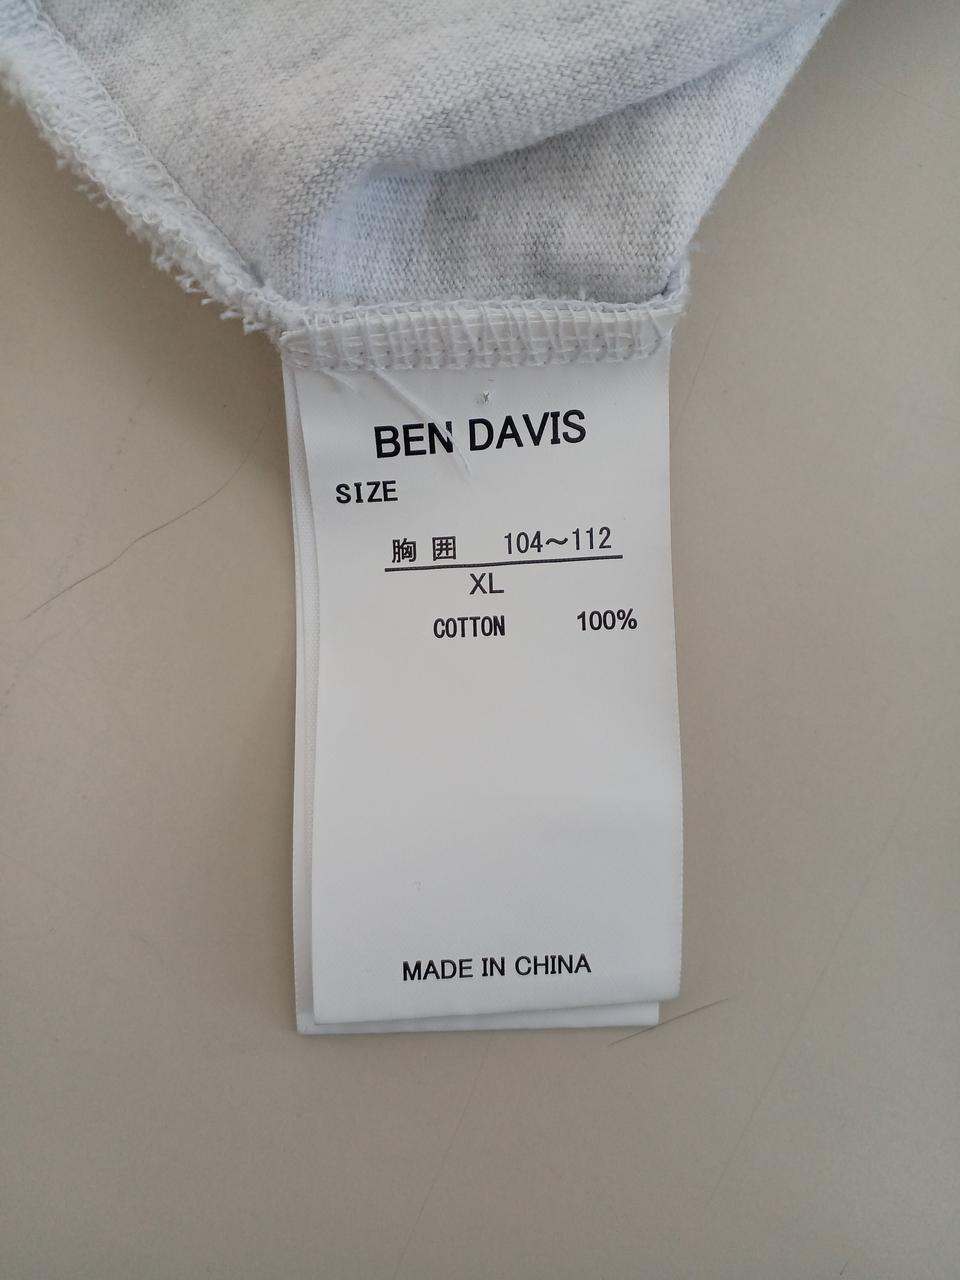 BEN DAVIS
SIZE
胸囲 104～112
XL
COTTON 100%
MADE IN CHINA